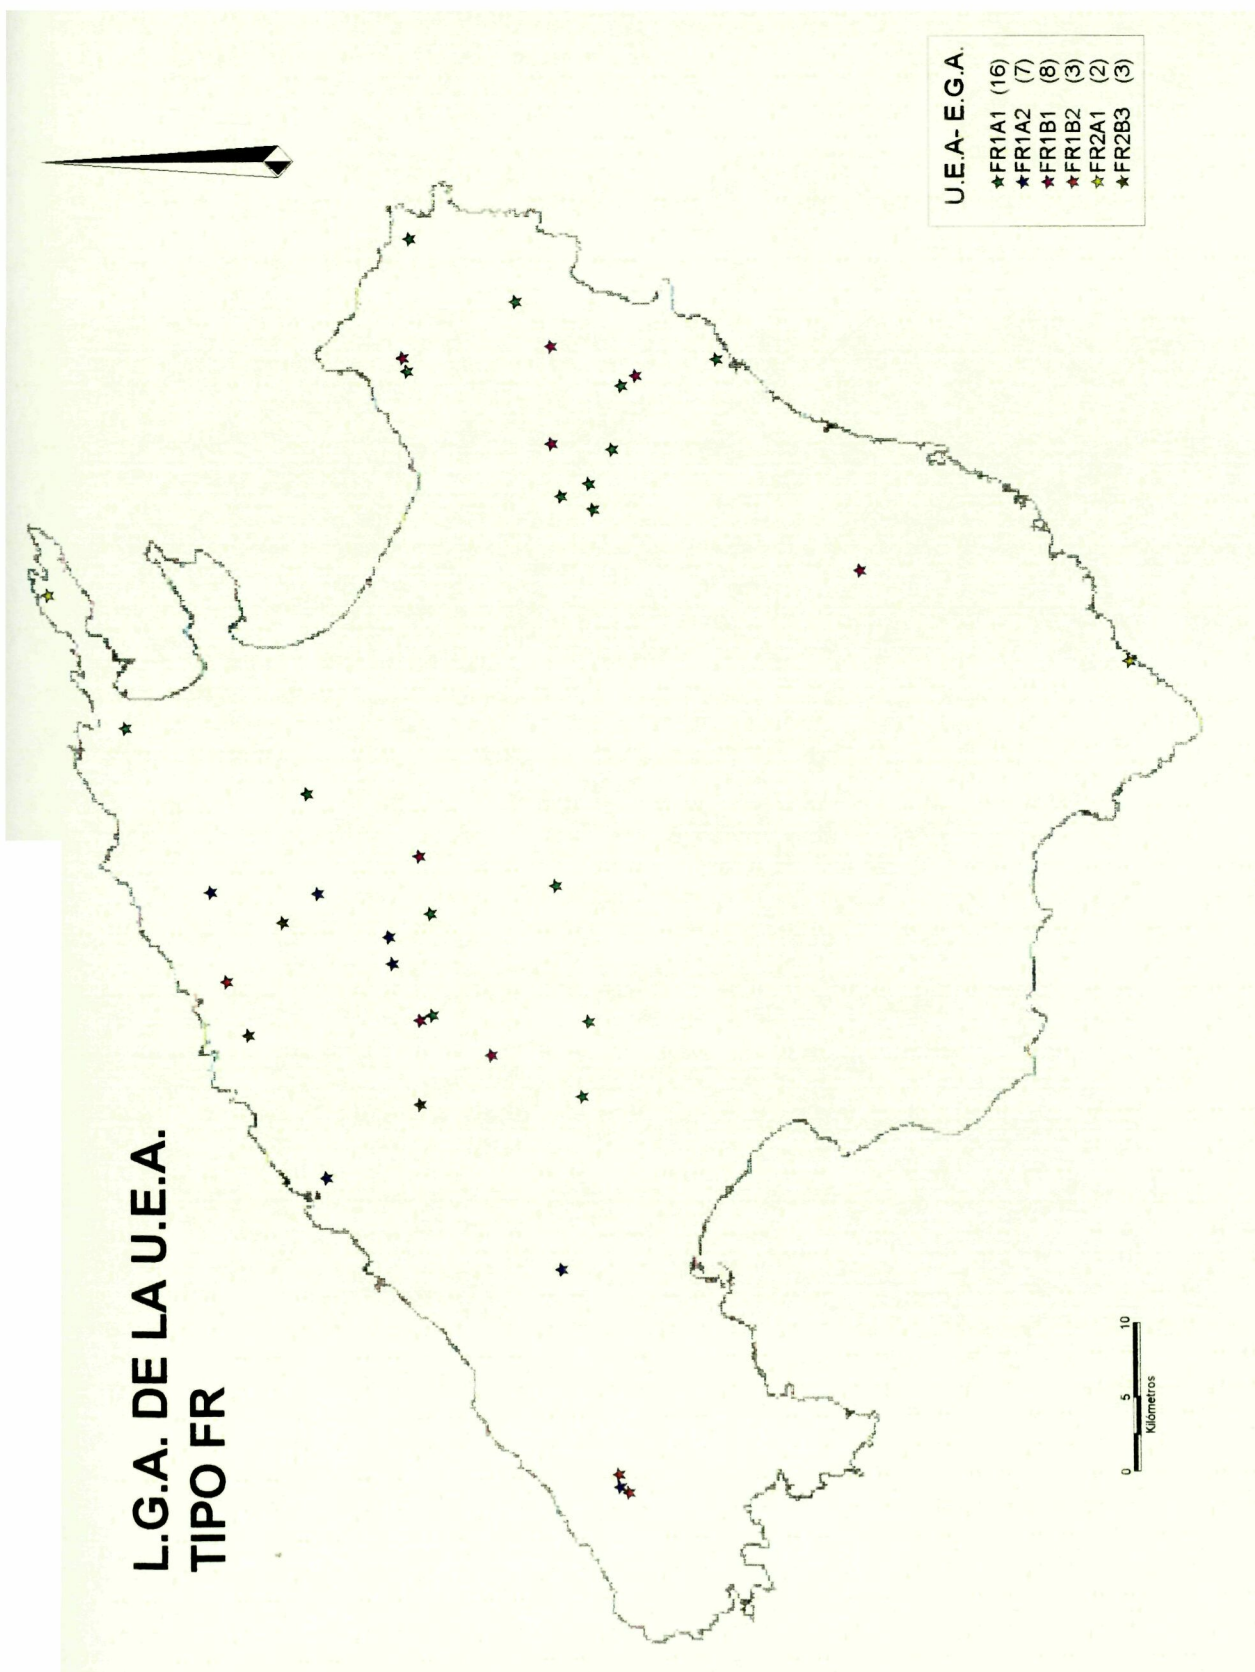 L.G.A. DE LA U.E.A.
TIPO FR
U.E.A- E.G.A.
FR1A1 (16)
FR1A2 (7)
FR1B1 (8)
FR1B2 (3)
FR2A1 (2)
FR2B3 (3)
0 5 10
Kilómetros